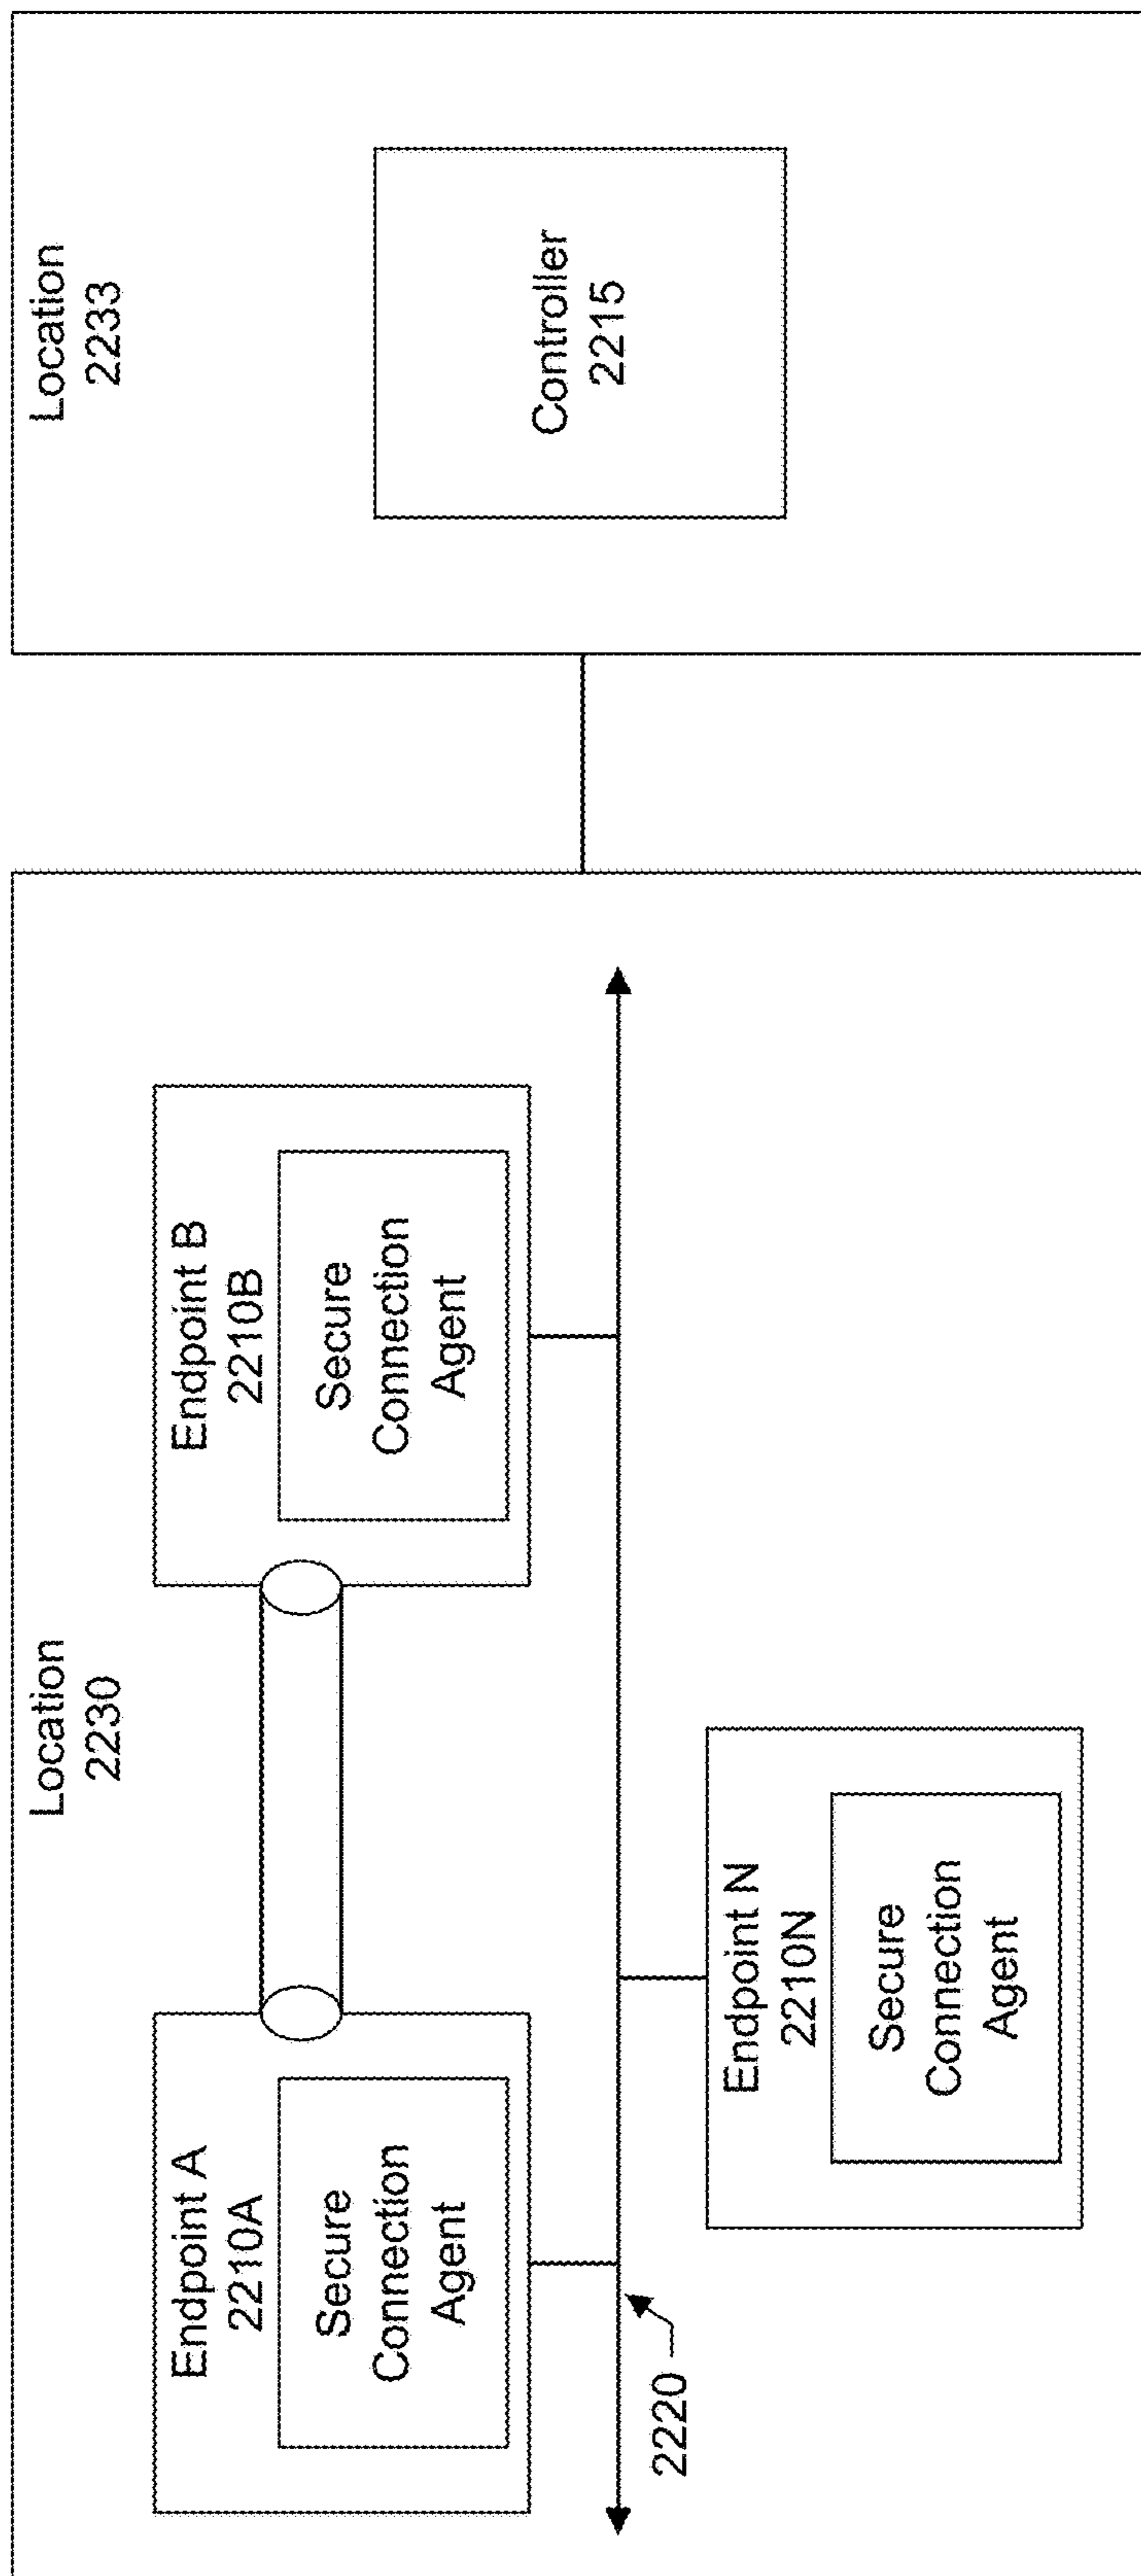 Location
2230
Endpoint A
2210A
Secure
Connection
Agent
Endpoint B
2210B
Secure
Connection
Agent
2220
Endpoint N
2210N
Secure
Connection
Agent
Location
2233
Controller
2215